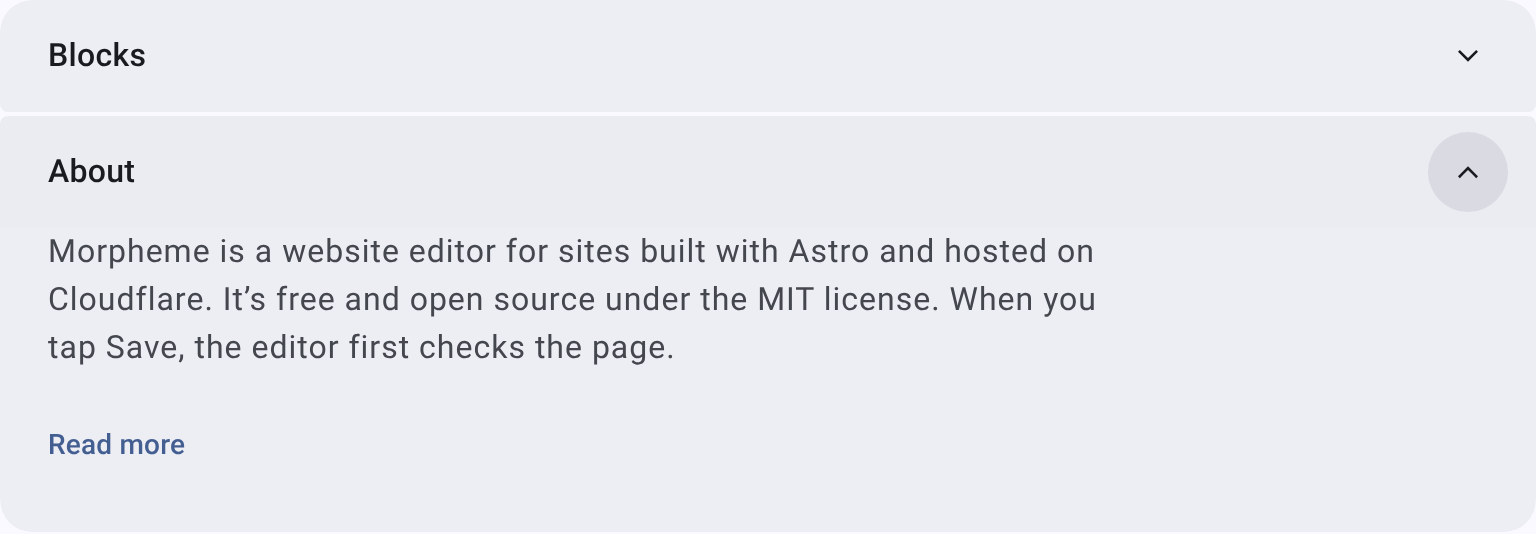 Blocks
About
Morpheme is a website editor for sites built with Astro and hosted on
Cloudflare. It’s free and open source under the MIT license. When you
tap Save, the editor first checks the page.
Read more